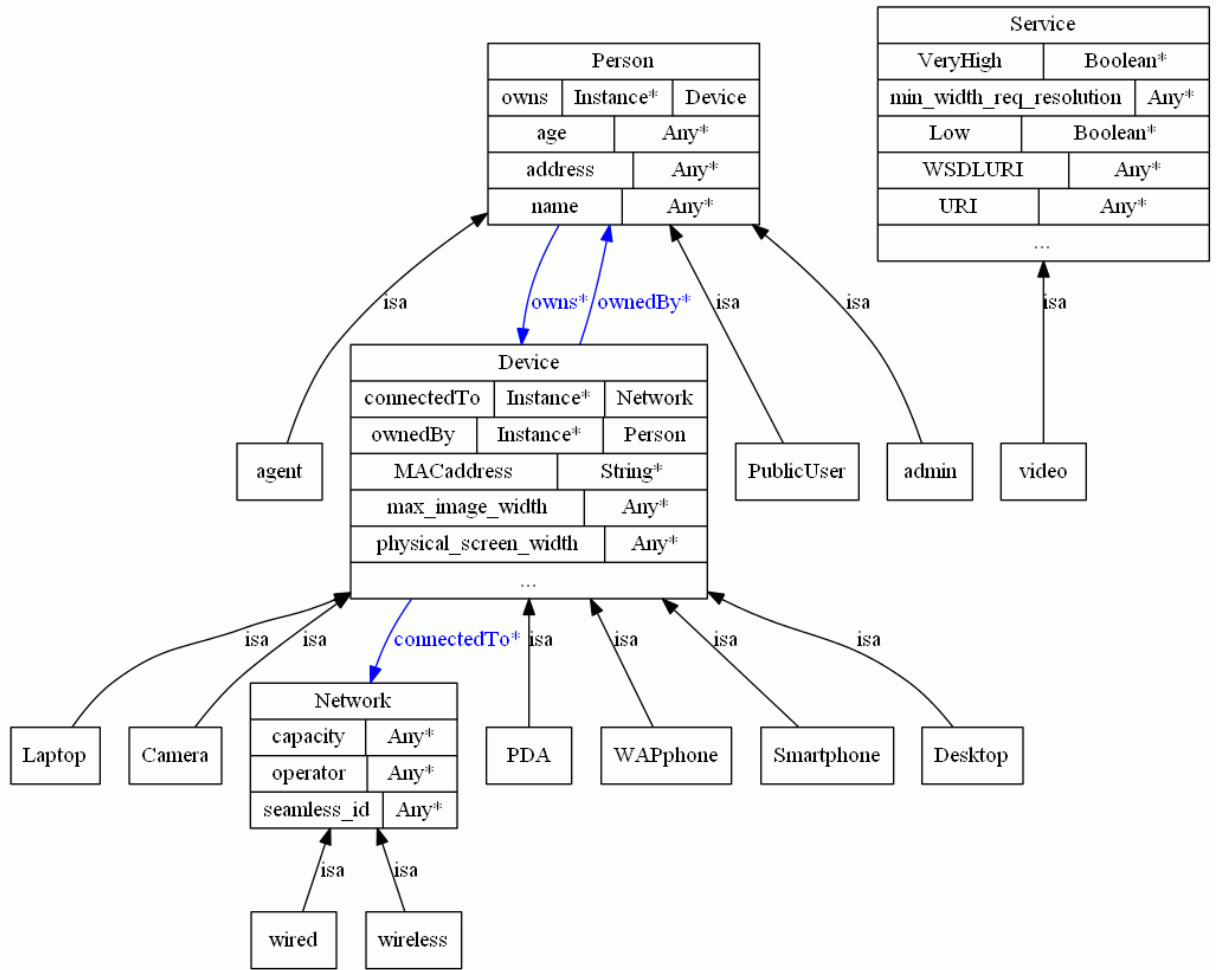 Service
VeryHigh Boolean*
min_width_req_resolution Any*
Low Boolean*
WSDLURI Any*
URI Any*
...
Person
owns Instance* Device
age Any*
address Any*
name Any*
isa
owns*
ownedBy*
isa
isa
isa
Device
connectedTo Instance* Network
ownedBy Instance* Person
MACaddress String*
max_image_width Any*
physical_screen_width Any*
...
agent
PublicUser
admin
video
isa
isa
connectedTo*
isa
isa
isa
isa
Network
capacity Any*
operator Any*
seamless_id Any*
Laptop
Camera
PDA
WAPphone
Smartphone
Desktop
isa
isa
wired
wireless